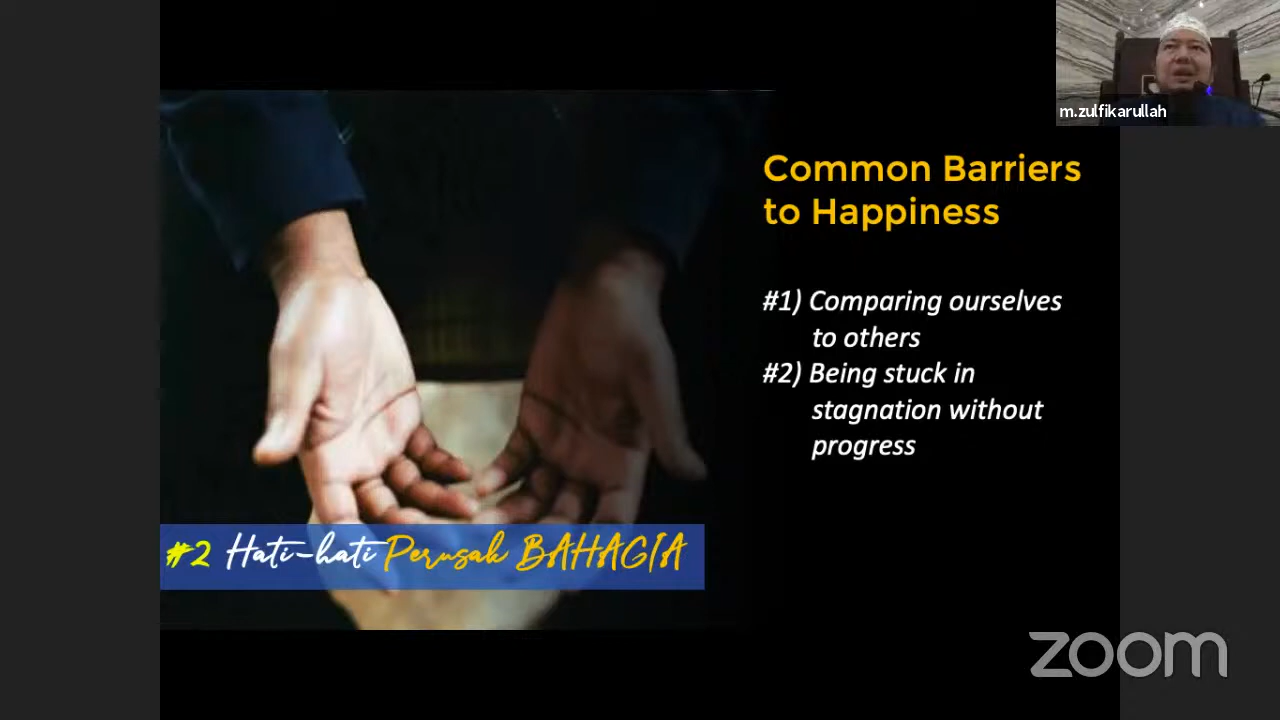 m.zulfikarullah
Common Barriers
to Happiness
#1) Comparing ourselves
to others
#2) Being stuck in
stagnation without
progress
#2 Hati-hati Perusak BAHAGIA
zoom